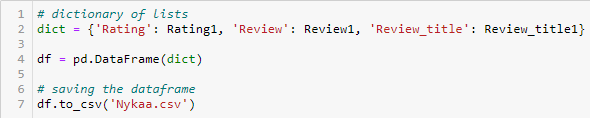 1 # dictionary of lists
2 dict = {'Rating': Rating1, 'Review': Review1, 'Review_title': Review_title1}
3
4 df = pd.DataFrame(dict)
5
6 # saving the dataframe
7 df.to_csv('Nykaa.csv')